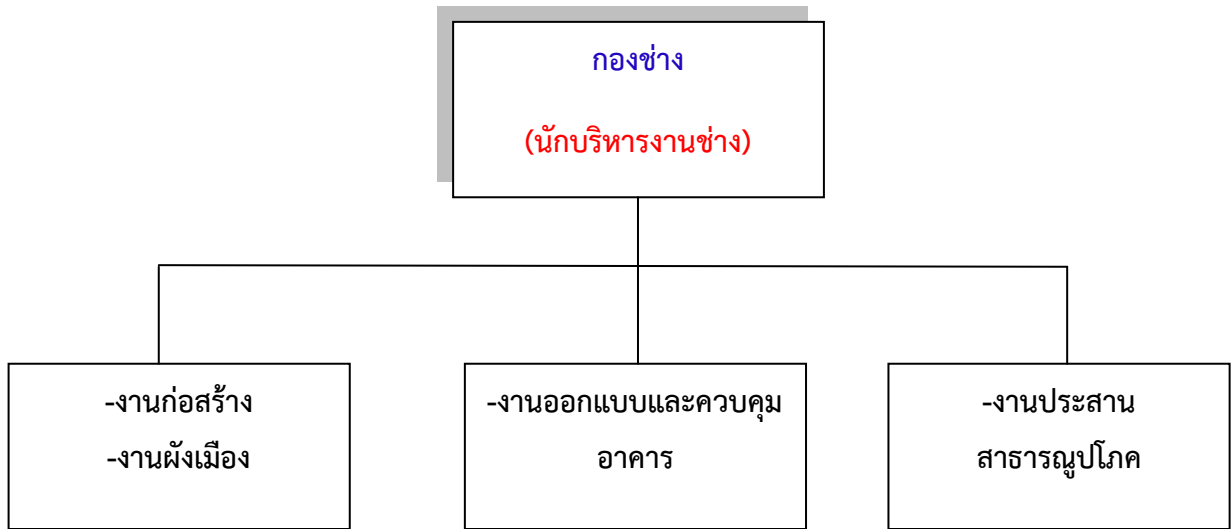 กองช่าง
(นักบริหารงานช่าง)
-งานก่อสร้าง
-งานผังเมือง
-งานออกแบบและควบคุม
อาคาร
-งานประสาน
สาธารณูปโภค